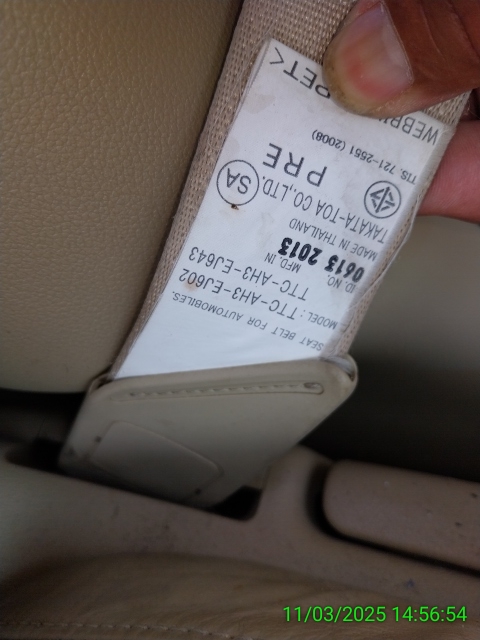 SEAT BELT FOR AUTOMOBILES.
MODEL : TTC-AH3-EJ602
TTC-AH3-EJ643
ID. NO. MFD. IN
0613 2013
MADE IN THAILAND
TAKATA-TOA CO.,LTD.
SA
PRE
TIS. 721-2551 (2008)
PET<
11/03/2025 14:56:54